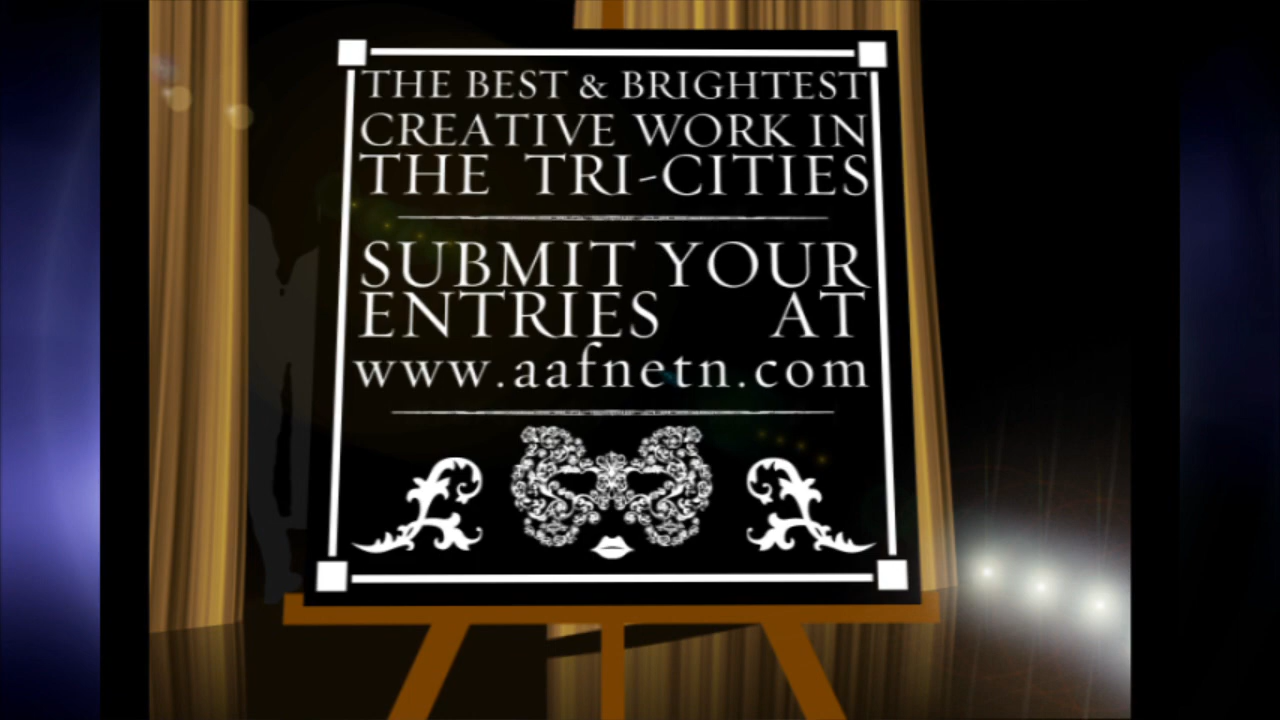 THE BEST & BRIGHTEST
CREATIVE WORK IN
THE TRI-CITIES
SUBMIT YOUR
ENTRIES AT
www.aafnetn.com